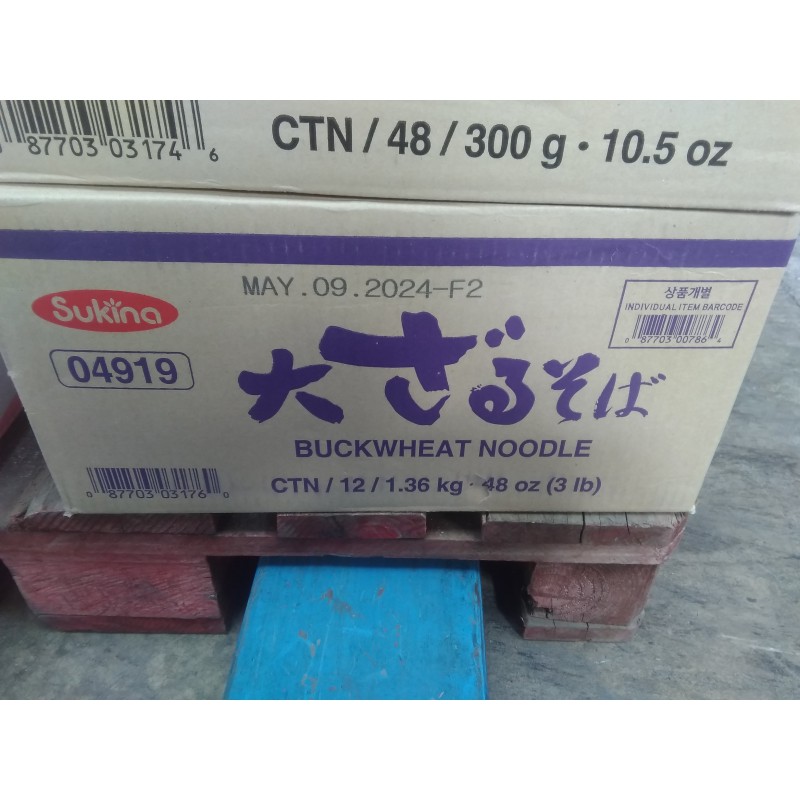 87703 03174 6
CTN / 48 / 300 g · 10.5 oz
MAY.09.2024-F2
Sukina
상품개별
INDIVIDUAL ITEM BARCODE
0 87703 00786 4
04919
大ざるそば
BUCKWHEAT NOODLE
0 87703 03176 0
CTN / 12 / 1.36 kg · 48 oz (3 lb)